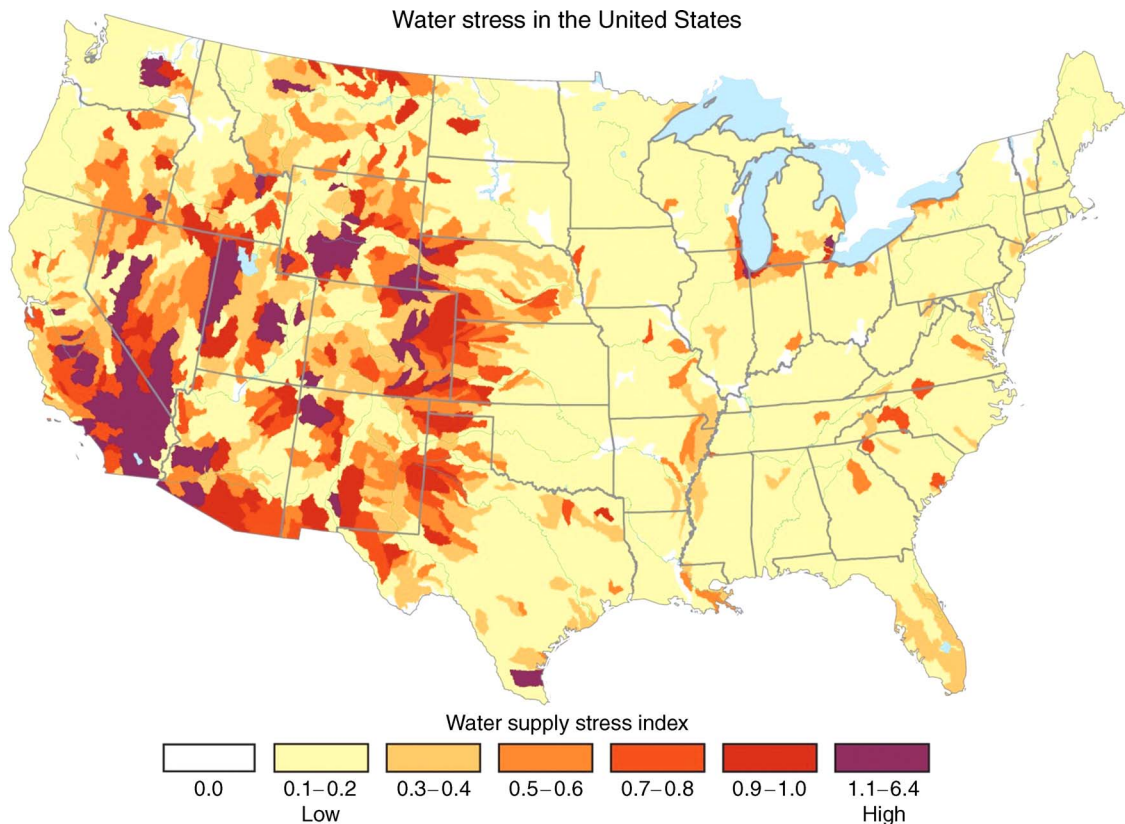 Water stress in the United States
Water supply stress index
0.0 0.1–0.2 0.3–0.4 0.5–0.6 0.7–0.8 0.9–1.0 1.1–6.4
Low High